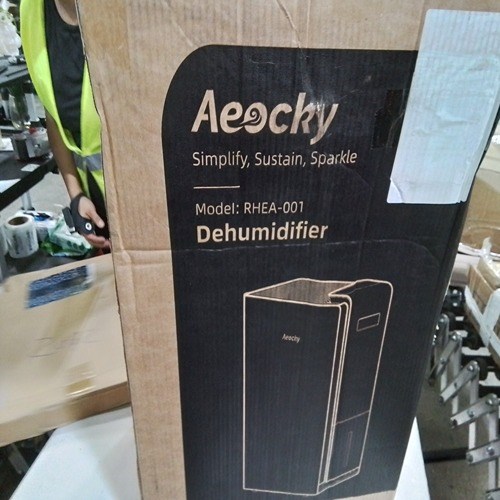 Aeocky
Simplify, Sustain, Sparkle
Model: RHEA-001
Dehumidifier
Aeocky